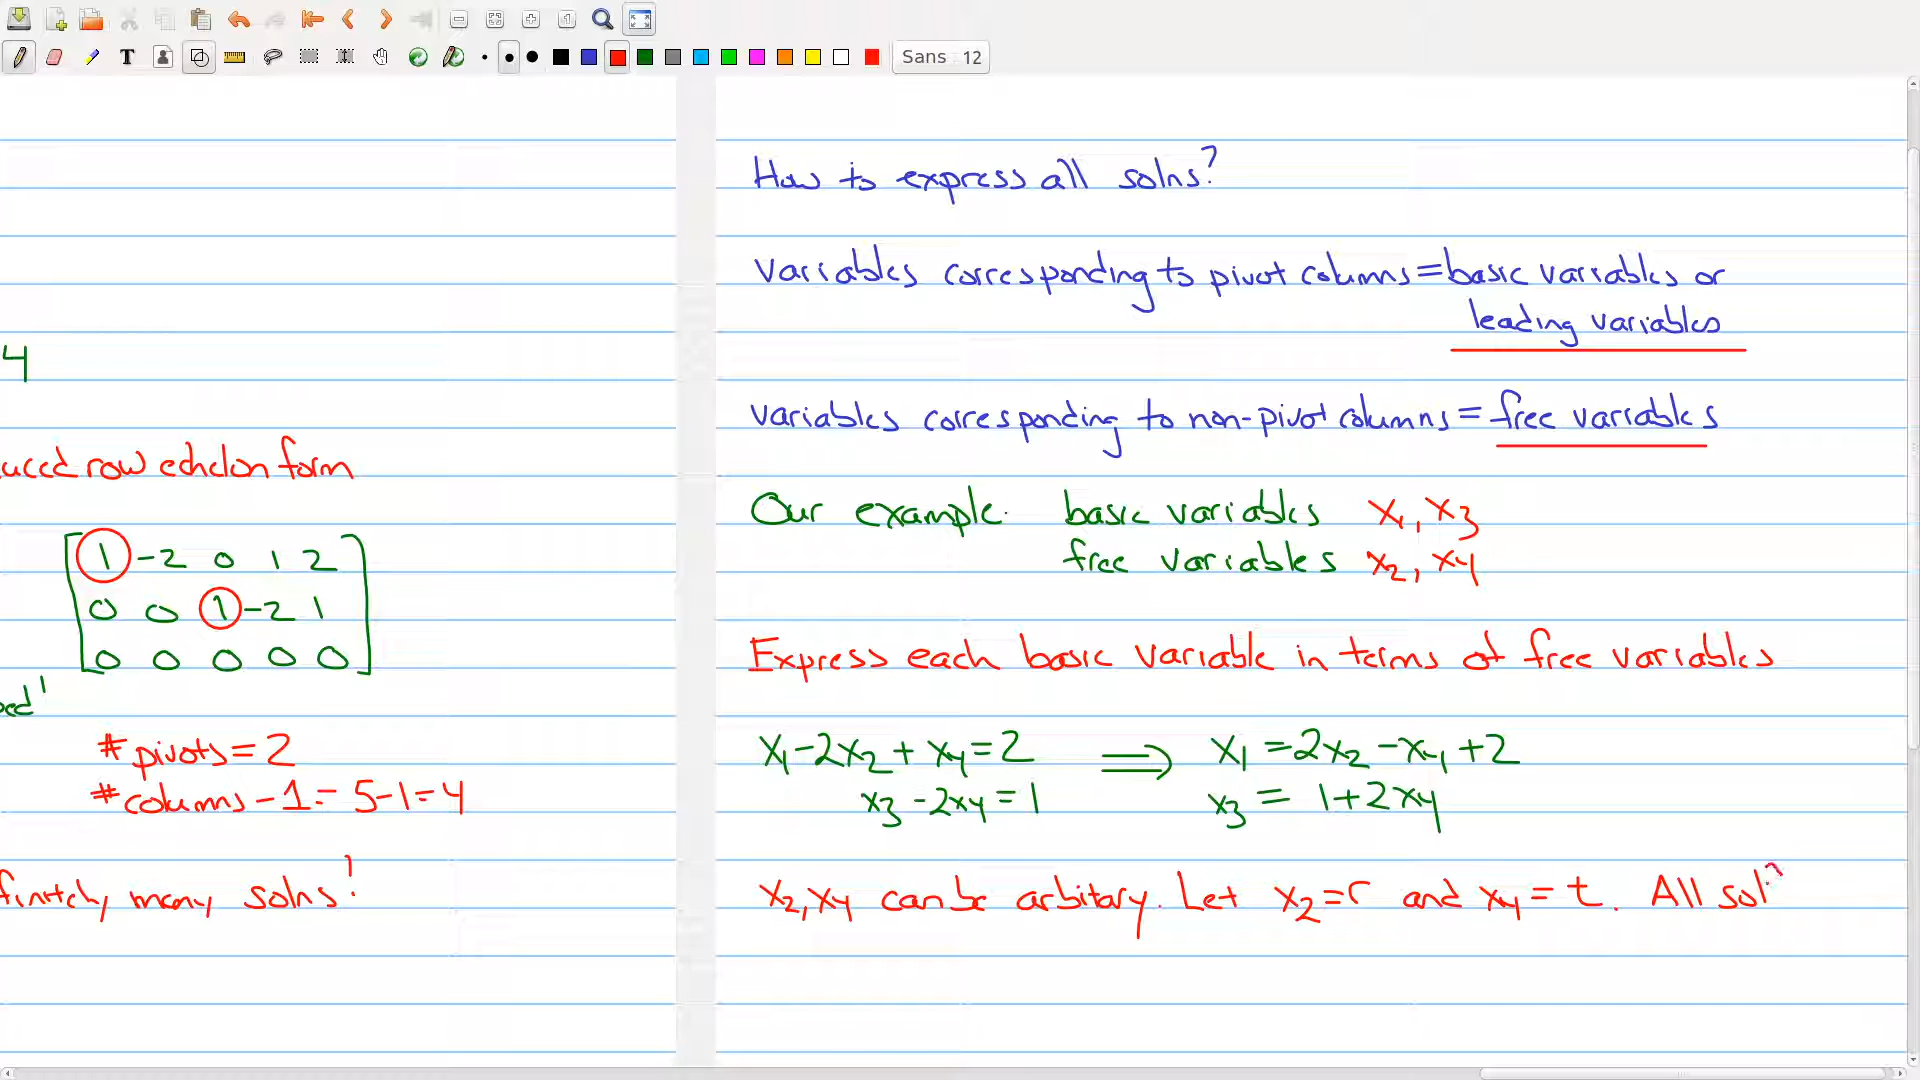 Sans 12
4
uced row echelon form
1 -2 0 1 2
0 0 1 -2 1
0 0 0 0 0
# pivots = 2
# columns - 1 = 5-1=4
finitely many solns!
How to express all solns?
Variables corresponding to pivot columns = basic variables or
leading variables
variables corresponding to non-pivot columns = free variables
Our example. basic variables x1, x3
free variables x2, x4
Express each basic variable in terms of free variables
x1 - 2x2 + x4 = 2 ⟹ x1 = 2x2 - x4 + 2
x3 - 2x4 = 1 x3 = 1 + 2x4
x2, x4 can be arbitary. Let x2 = r and x4 = t. All sol